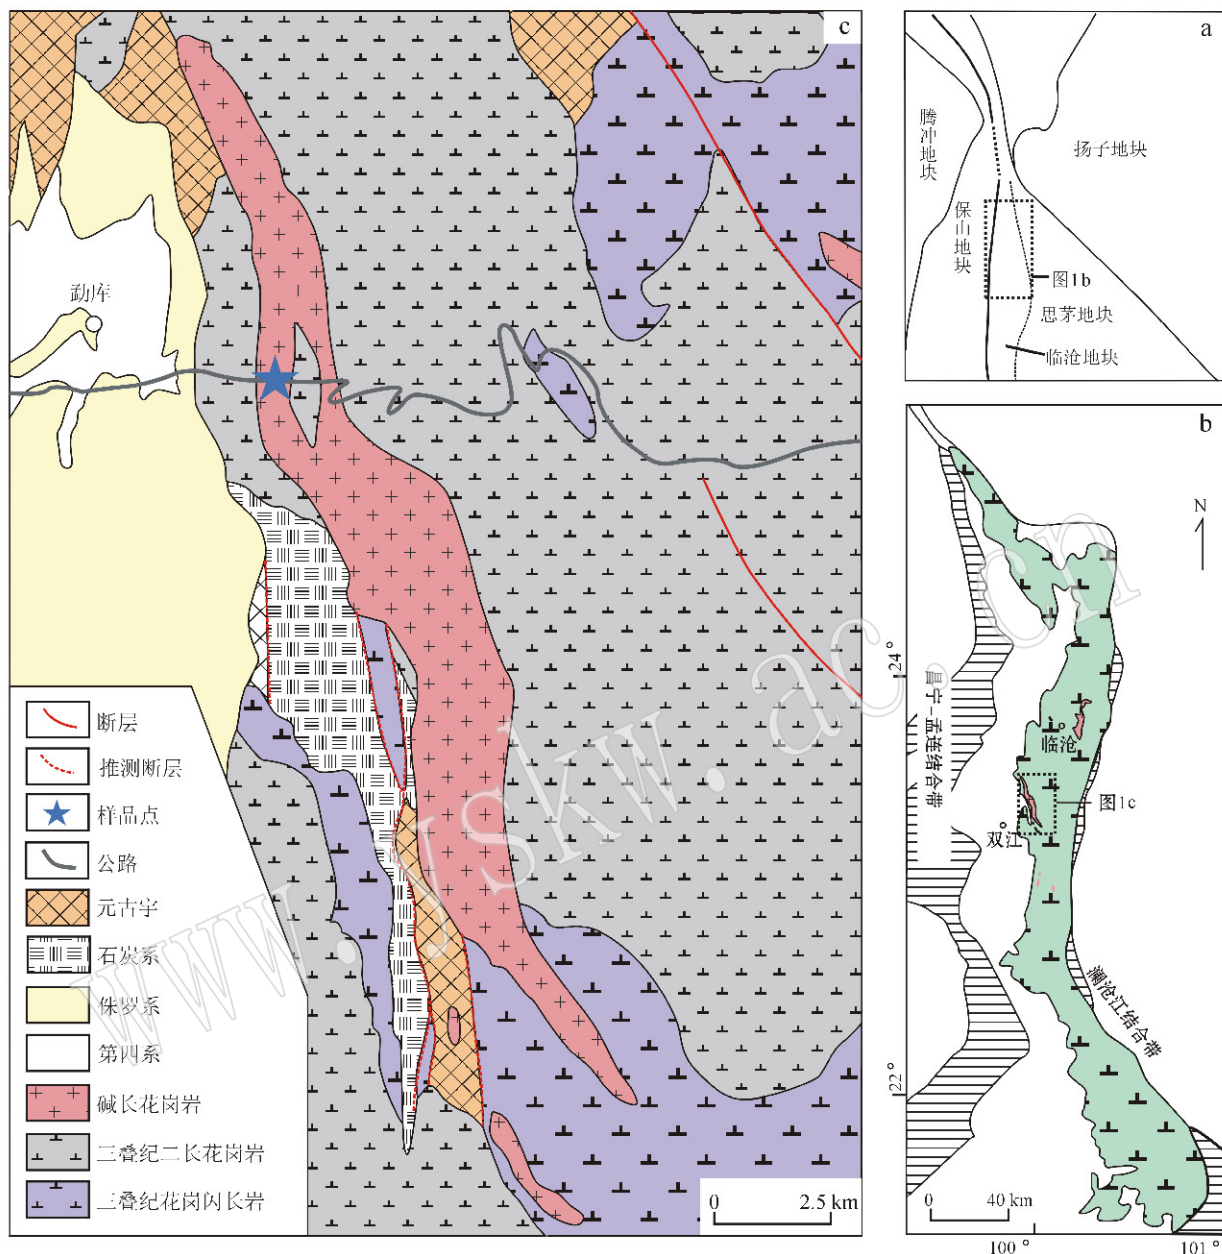 c
勐库
断层
推测断层
样品点
公路
元古宇
石炭系
侏罗系
第四系
碱长花岗岩
三叠纪二长花岗岩
三叠纪花岗闪长岩
0 2.5 km
a
腾冲地块
保山地块
扬子地块
图1b
思茅地块
临沧地块
b
N
24°
昌宁-孟连结合带
临沧
图1c
双江
澜沧江结合带
22°
0 40 km
100° 101°
www.yskw.ac.cn